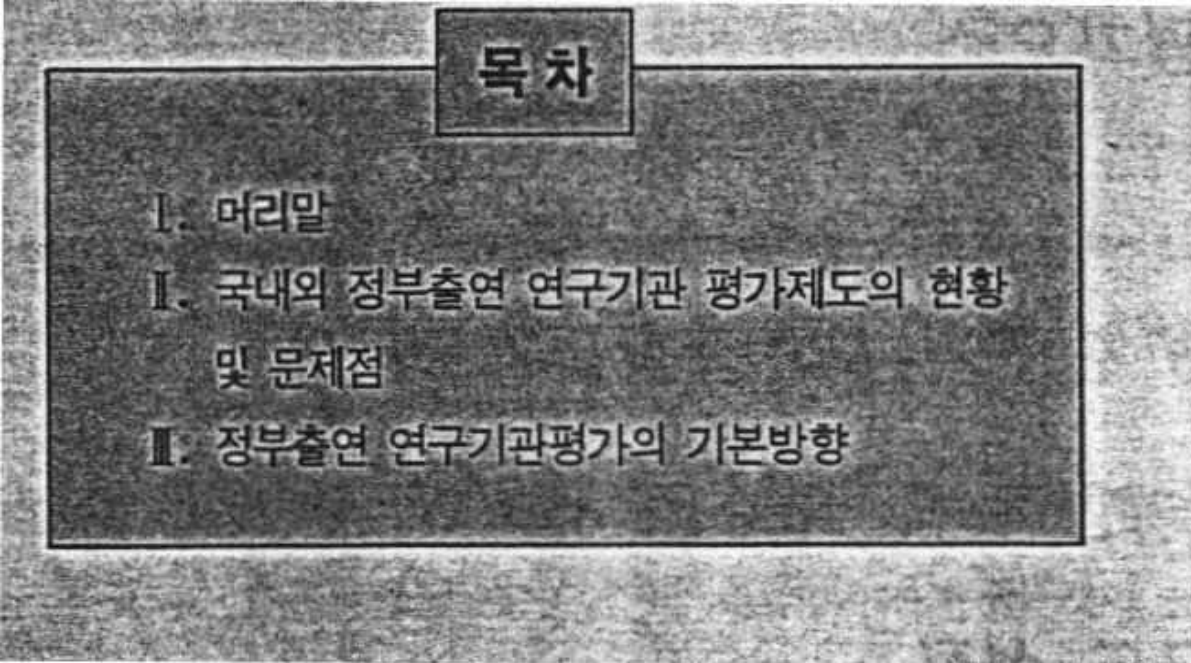 목차
Ⅰ. 머리말
Ⅱ. 국내외 정부출연 연구기관 평가제도의 현황
및 문제점
Ⅲ. 정부출연 연구기관평가의 기본방향